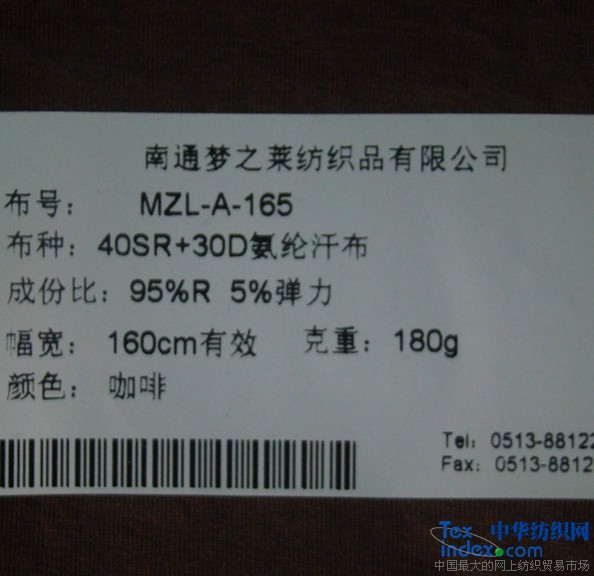 南通梦之莱纺织品有限公司
布号： MZL-A-165
布种：40SR+30D氨纶汗布
成份比：95%R 5%弹力
幅宽： 160cm有效 克重：180g
颜色： 咖啡
Tel：0513-88122
Fax：0513-8812
Tex 中华纺织网
index.com
中国最大的网上纺织贸易市场